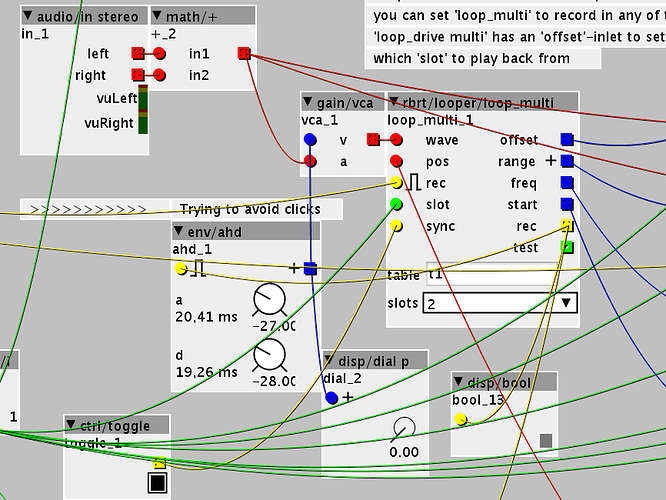 you can set 'loop_multi' to record in any of t
'loop_drive multi' has an 'offset'-inlet to set
which 'slot' to play back from
audio/in stereo
in_1
left
right
vuLeft
vuRight
math/+
+_2
in1
in2
gain/vca
vca_1
v
a
rbrt/looper/loop_multi
loop_multi_1
wave offset
pos range +
rec freq
slot start
sync rec
test
table t1
slots 2
>>>>>>>>>>> Trying to avoid clicks
env/ahd
ahd_1
+
a
20,41 ms
-27.00
d
19,26 ms
-28.00
disp/dial p
dial_2
+
0.00
disp/bool
bool_13
/i
1
ctrl/toggle
toggle_1